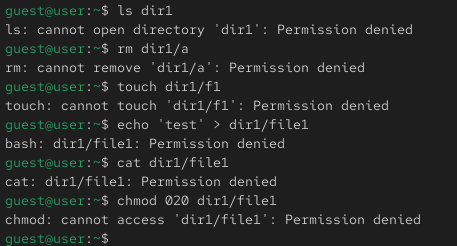 guest@user:~$ ls dir1
ls: cannot open directory 'dir1': Permission denied
guest@user:~$ rm dir1/a
rm: cannot remove 'dir1/a': Permission denied
guest@user:~$ touch dir1/f1
touch: cannot touch 'dir1/f1': Permission denied
guest@user:~$ echo 'test' > dir1/file1
bash: dir1/file1: Permission denied
guest@user:~$ cat dir1/file1
cat: dir1/file1: Permission denied
guest@user:~$ chmod 020 dir1/file1
chmod: cannot access 'dir1/file1': Permission denied
guest@user:~$